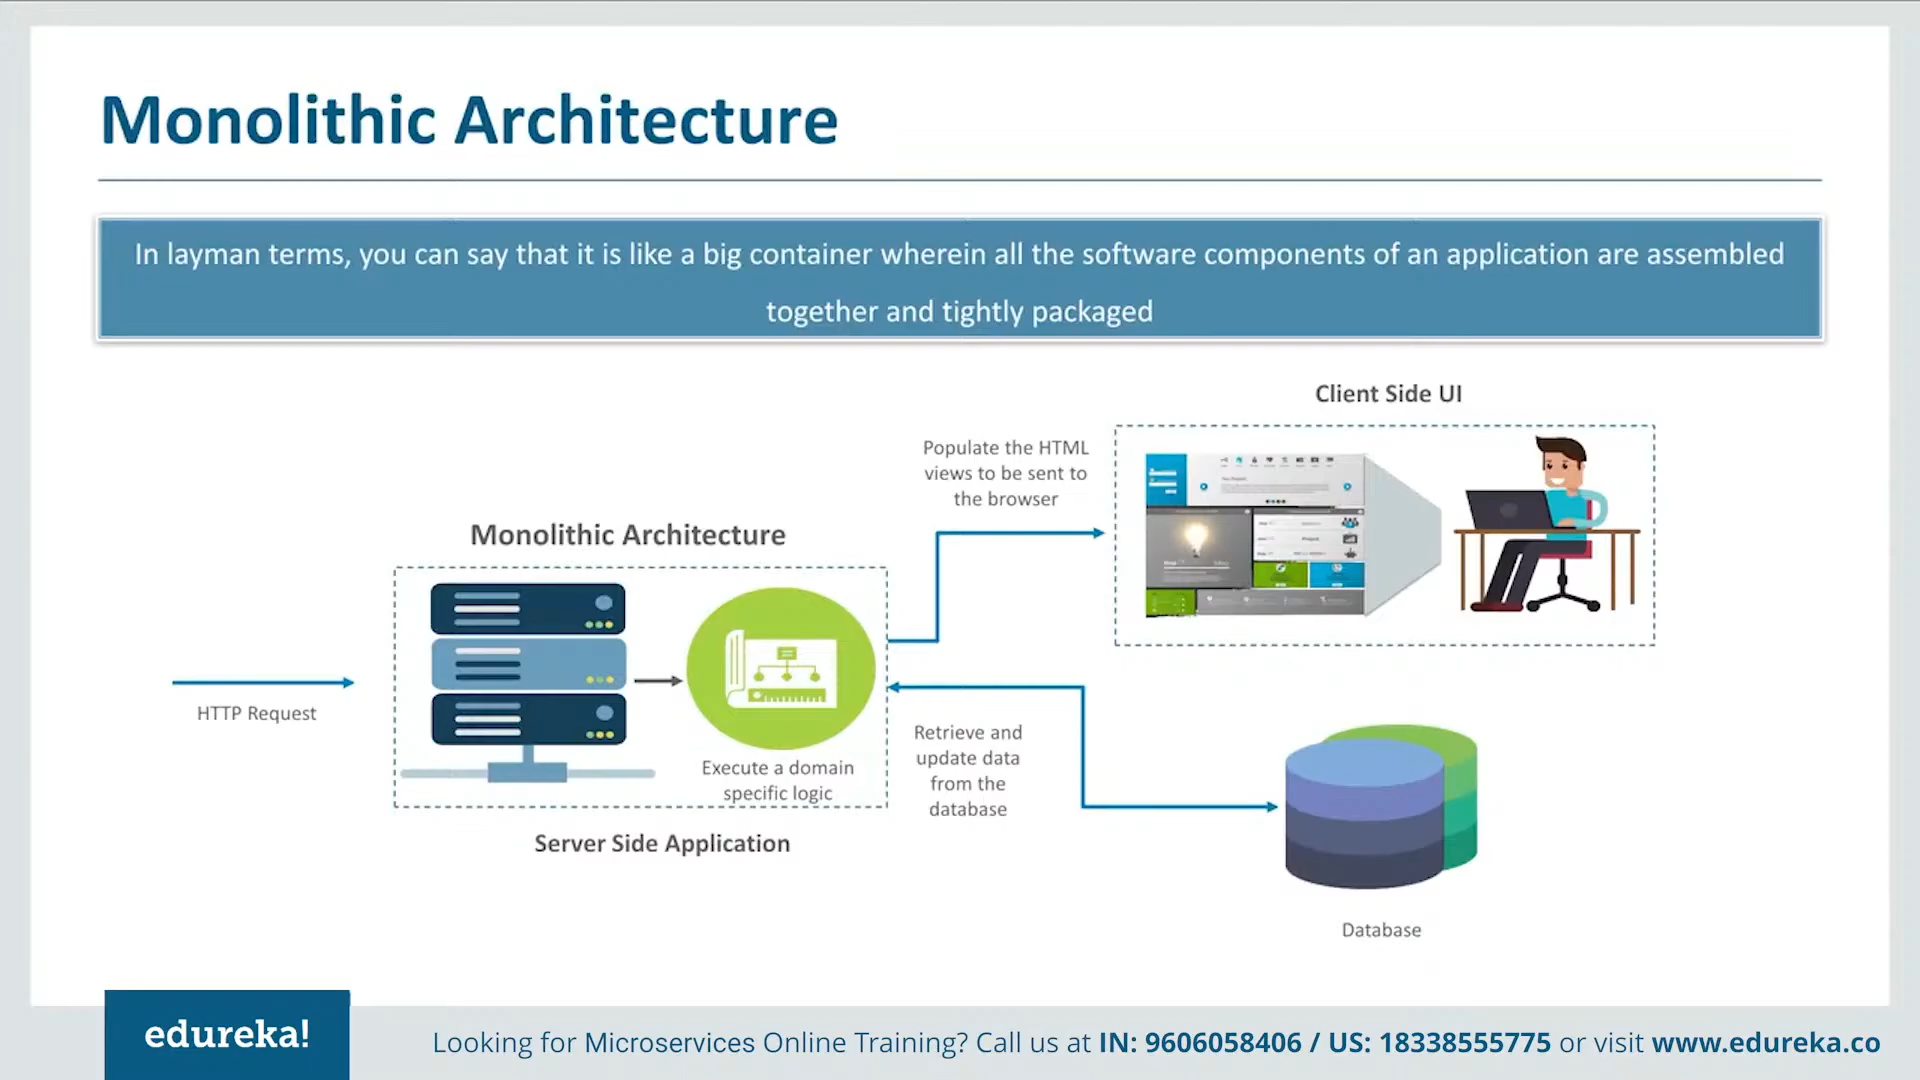 Monolithic Architecture
In layman terms, you can say that it is like a big container wherein all the software components of an application are assembled
together and tightly packaged
Client Side UI
Populate the HTML
views to be sent to
the browser
Monolithic Architecture
HTTP Request
Execute a domain
specific logic
Server Side Application
Retrieve and
update data
from the
database
Database
edureka!
Looking for Microservices Online Training? Call us at IN: 9606058406 / US: 18338555775 or visit www.edureka.co